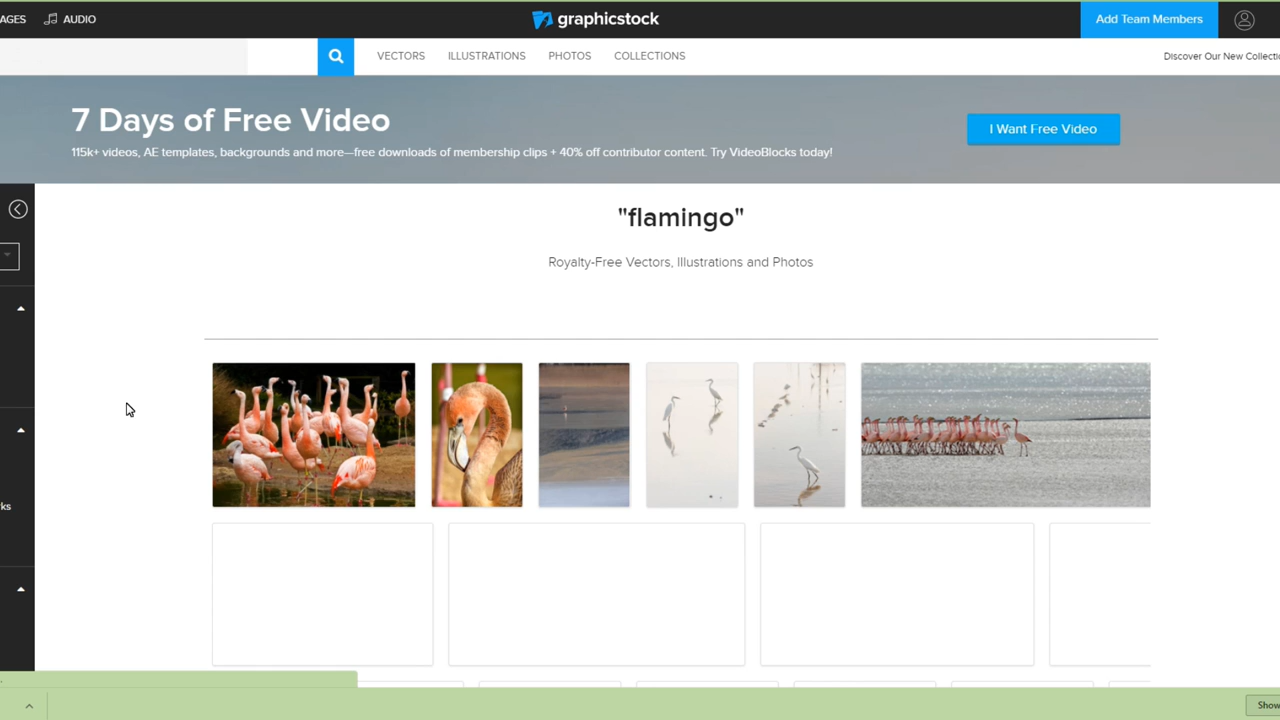 AGES
AUDIO
graphicstock
Add Team Members
VECTORS
ILLUSTRATIONS
PHOTOS
COLLECTIONS
Discover Our New Collectio
7 Days of Free Video
115k+ videos, AE templates, backgrounds and more—free downloads of membership clips + 40% off contributor content. Try VideoBlocks today!
I Want Free Video
"flamingo"
Royalty-Free Vectors, Illustrations and Photos
ks
Show